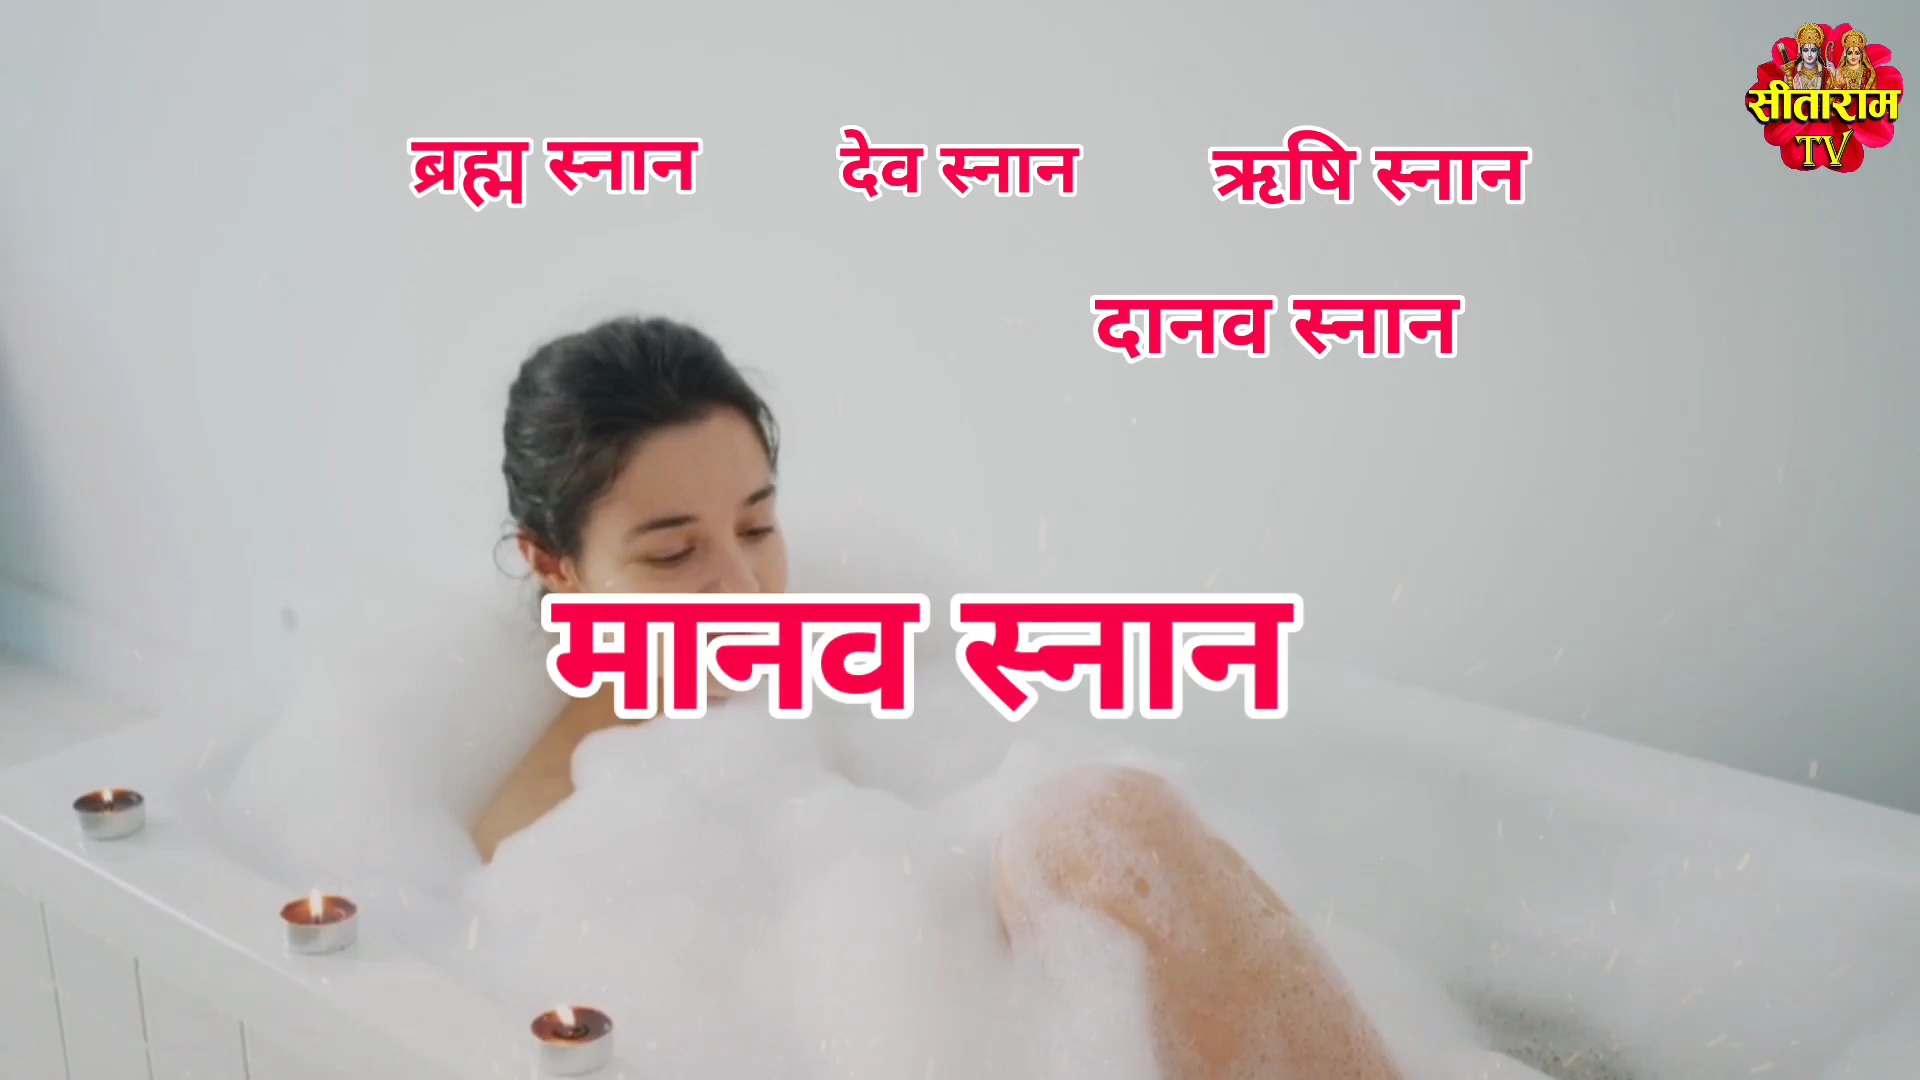 सीताराम
TV
ब्रह्म स्नान देव स्नान ऋषि स्नान
दानव स्नान
मानव स्नान